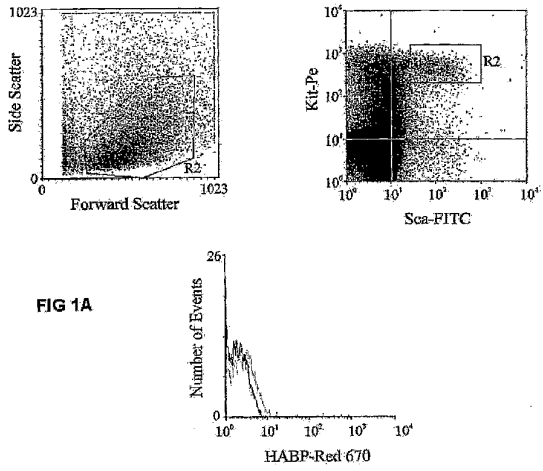 1023
Side Scatter
0
0
R2
1023
Forward Scatter
Kit-Pe
10⁴
10³
10²
10¹
10⁰
R2
10⁰ 10¹ 10² 10³ 10⁴
Sca-FITC
FIG 1A
26
Number of Events
0
10⁰ 10¹ 10² 10³ 10⁴
HABP-Red 670